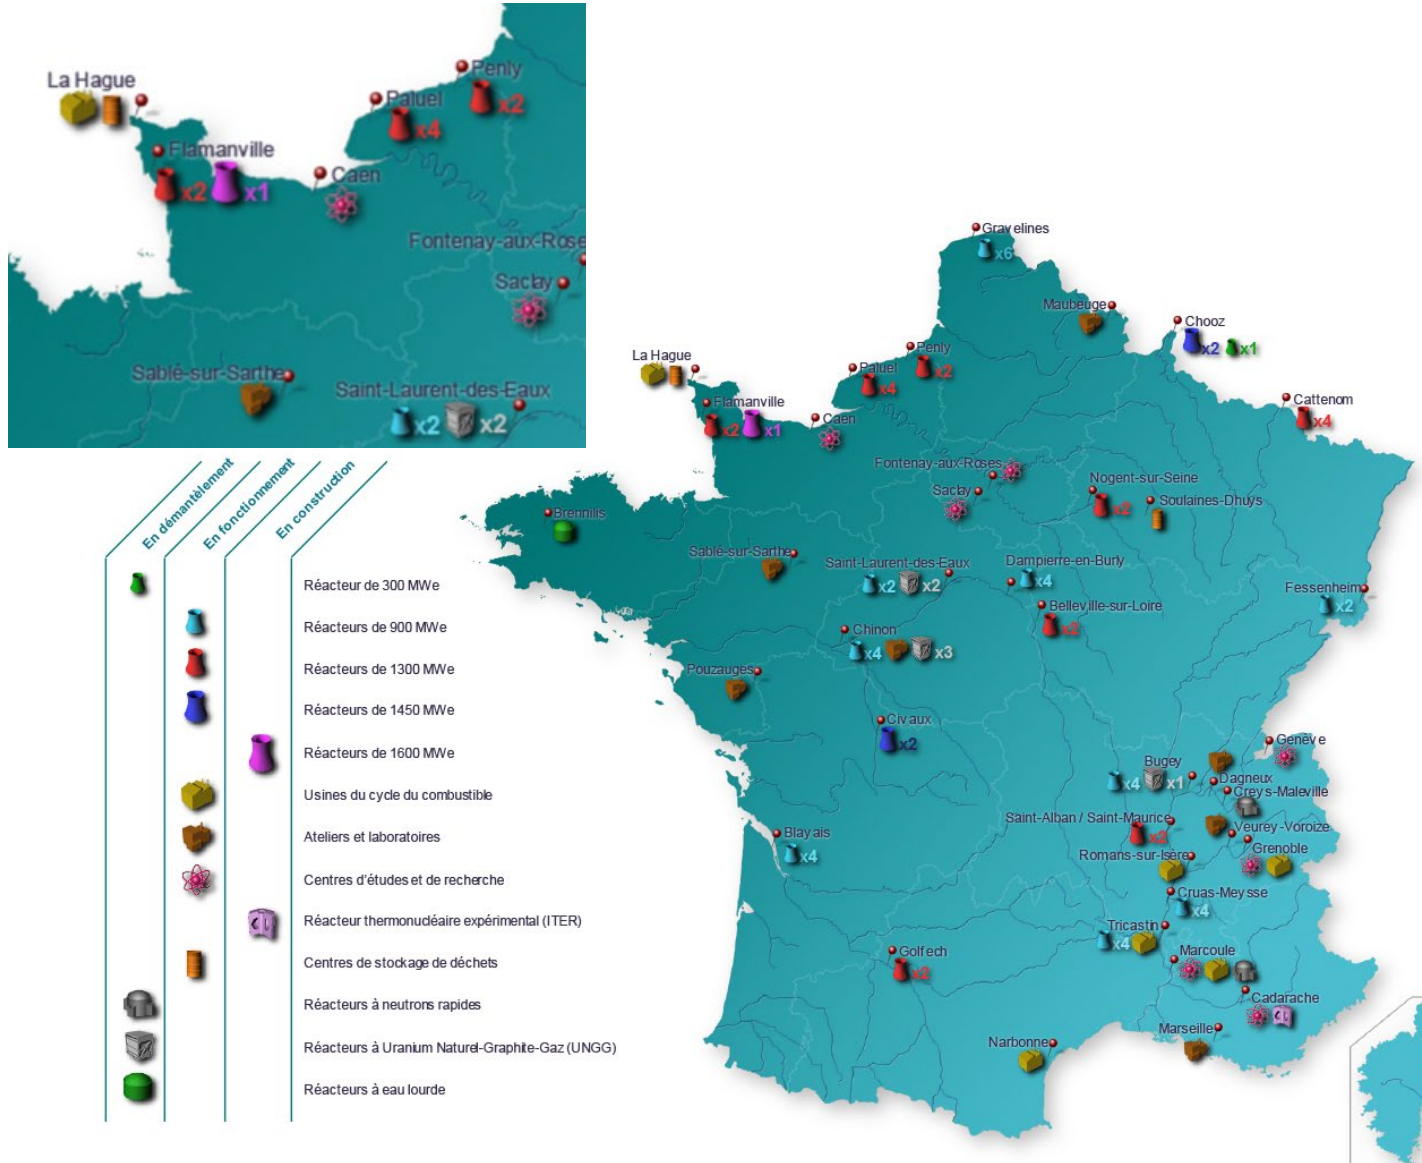 La Hague
Penly
x2
Paluel
x4
Flamanville
x2
x1
Caen
Fontenay-aux-Rose
Saclay
Sablé-sur-Sarthe
Saint-Laurent-des-Eaux
x2
x2
Gravelines
x6
Maubeuge
Chooz
x2
x1
La Hague
Penly
x2
Paluel
x4
Cattenom
x4
Flamanville
x2
x1
Caen
Fontenay-aux-Roses
Saclay
Nogent-sur-Seine
x2
Soulaines-Dhuys
Brennilis
Sablé-sur-Sarthe
Saint-Laurent-des-Eaux
x2
x2
Dampierre-en-Burly
x4
Fessenheim
x2
Belleville-sur-Loire
x2
Chinon
x4
x3
Pouzauges
Civaux
x2
Genève
Bugey
x4
x1
Dagneux
Creys-Maleville
Saint-Alban / Saint-Maurice
x2
Veurey-Voroize
Blayais
x4
Romans-sur-Isère
Grenoble
Cruas-Meysse
x4
Tricastin
x4
Golfech
x2
Marcoule
Cadarache
Marseille
Narbonne
En démantèlement
En fonctionnement
En construction
Réacteur de 300 MWe
Réacteurs de 900 MWe
Réacteurs de 1300 MWe
Réacteurs de 1450 MWe
Réacteurs de 1600 MWe
Usines du cycle du combustible
Ateliers et laboratoires
Centres d'études et de recherche
Réacteur thermonucléaire expérimental (ITER)
Centres de stockage de déchets
Réacteurs à neutrons rapides
Réacteurs à Uranium Naturel-Graphite-Gaz (UNGG)
Réacteurs à eau lourde